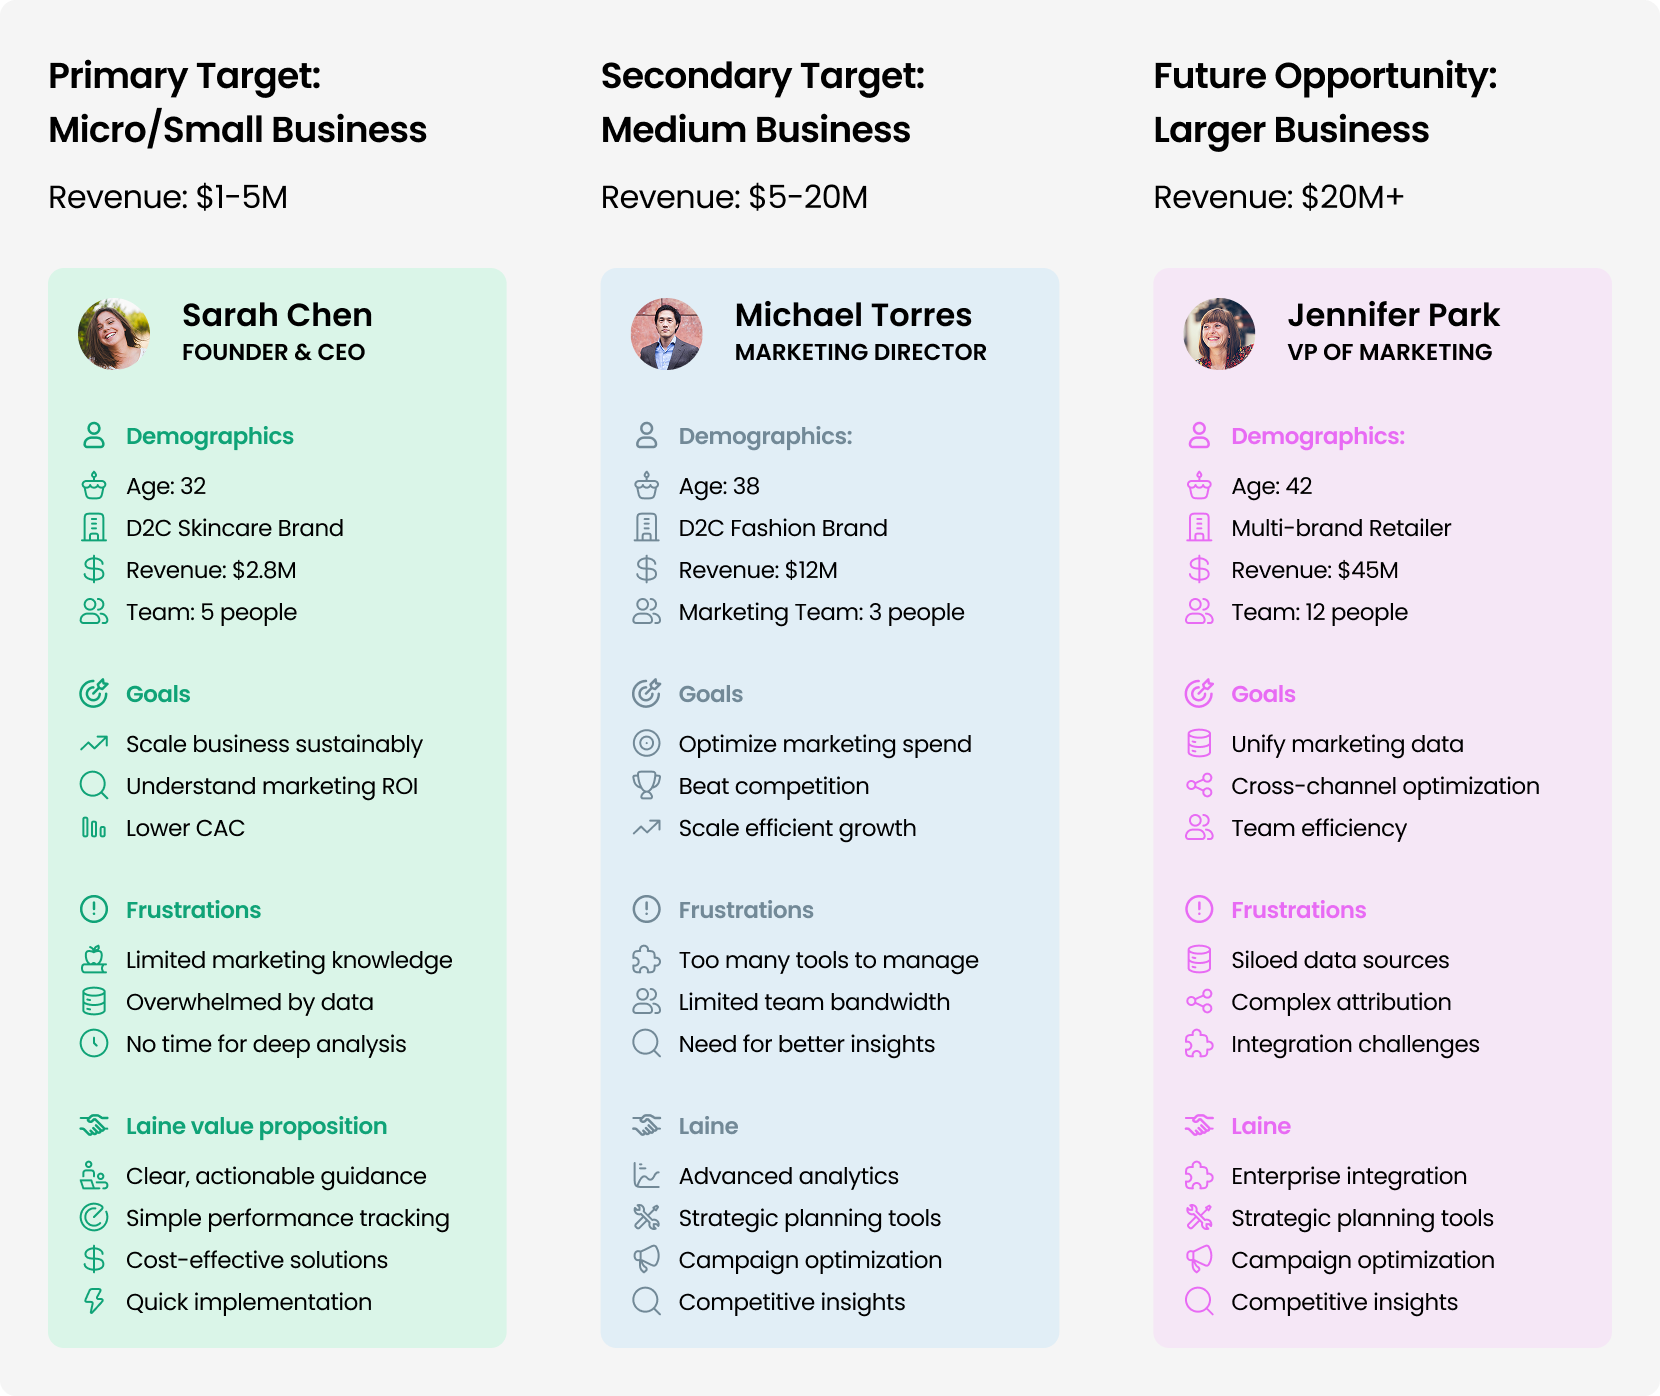 Primary Target:
Micro/Small Business
Revenue: $1-5M
Sarah Chen
FOUNDER & CEO
Demographics
Age: 32
D2C Skincare Brand
Revenue: $2.8M
Team: 5 people
Goals
Scale business sustainably
Understand marketing ROI
Lower CAC
Frustrations
Limited marketing knowledge
Overwhelmed by data
No time for deep analysis
Laine value proposition
Clear, actionable guidance
Simple performance tracking
Cost-effective solutions
Quick implementation
Secondary Target:
Medium Business
Revenue: $5-20M
Michael Torres
MARKETING DIRECTOR
Demographics:
Age: 38
D2C Fashion Brand
Revenue: $12M
Marketing Team: 3 people
Goals
Optimize marketing spend
Beat competition
Scale efficient growth
Frustrations
Too many tools to manage
Limited team bandwidth
Need for better insights
Laine
Advanced analytics
Strategic planning tools
Campaign optimization
Competitive insights
Future Opportunity:
Larger Business
Revenue: $20M+
Jennifer Park
VP OF MARKETING
Demographics:
Age: 42
Multi-brand Retailer
Revenue: $45M
Team: 12 people
Goals
Unify marketing data
Cross-channel optimization
Team efficiency
Frustrations
Siloed data sources
Complex attribution
Integration challenges
Laine
Enterprise integration
Strategic planning tools
Campaign optimization
Competitive insights